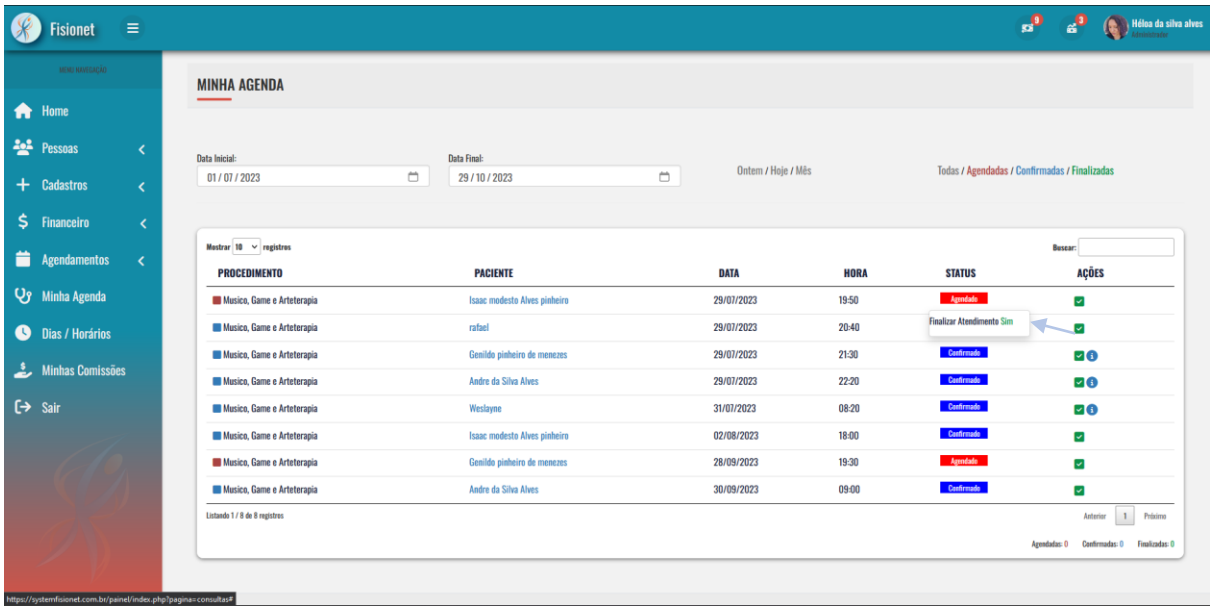 Fisionet
9
3
Héloa da silva alves
Administrador
MENU NAVEGAÇÃO
Home
Pessoas
Cadastros
Financeiro
Agendamentos
Minha Agenda
Dias / Horários
Minhas Comissões
Sair
MINHA AGENDA
Data Inicial: Data Final:
01 / 07 / 2023 29 / 10 / 2023 Ontem / Hoje / Mês Todas / Agendadas / Confirmadas / Finalizadas
Mostrar 10 registros Buscar:
PROCEDIMENTO PACIENTE DATA HORA STATUS AÇÕES
Musico, Game e Arteterapia Isaac modesto Alves pinheiro 29/07/2023 19:50 Agendado
Musico, Game e Arteterapia rafael 29/07/2023 20:40 Finalizar Atendimento Sim
Musico, Game e Arteterapia Genildo pinheiro de menezes 29/07/2023 21:30 Confirmado
Musico, Game e Arteterapia Andre da Silva Alves 29/07/2023 22:20 Confirmado
Musico, Game e Arteterapia Weslayne 31/07/2023 08:20 Confirmado
Musico, Game e Arteterapia Isaac modesto Alves pinheiro 02/08/2023 18:00 Confirmado
Musico, Game e Arteterapia Genildo pinheiro de menezes 28/09/2023 19:30 Agendado
Musico, Game e Arteterapia Andre da Silva Alves 30/09/2023 09:00 Confirmado
Listando 1 / 8 de 8 registros Anterior 1 Próximo
Agendadas: 0 Confirmadas: 0 Finalizadas: 0
https://systemfisionet.com.br/painel/index.php?pagina=consultas#